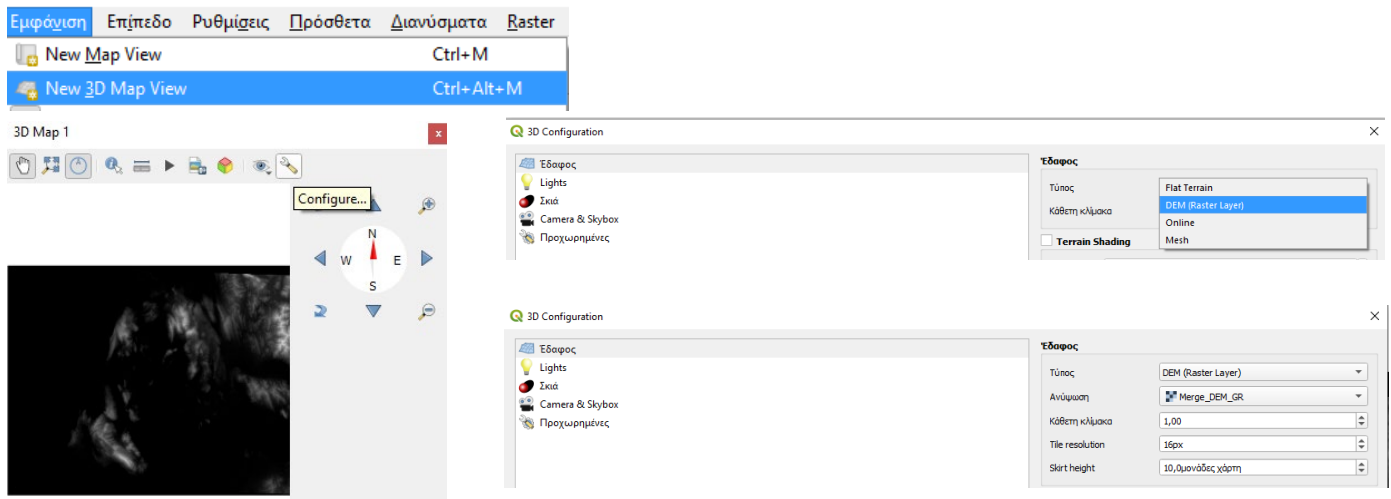 Εμφάνιση Επίπεδο Ρυθμίσεις Πρόσθετα Διανύσματα Raster
New Map View Ctrl+M
New 3D Map View Ctrl+Alt+M
3D Map 1
x
Configure...
N
W E
S
3D Configuration
Έδαφος
Lights
Σκιά
Camera & Skybox
Προχωρημένες
Έδαφος
Τύπος
Flat Terrain
DEM (Raster Layer)
Κάθετη κλίμακα
Online
Terrain Shading
Mesh
3D Configuration
Έδαφος
Lights
Σκιά
Camera & Skybox
Προχωρημένες
Έδαφος
Τύπος DEM (Raster Layer)
Ανύψωση Merge_DEM_GR
Κάθετη κλίμακα 1,00
Tile resolution 16px
Skirt height 10,0μονάδες χάρτη